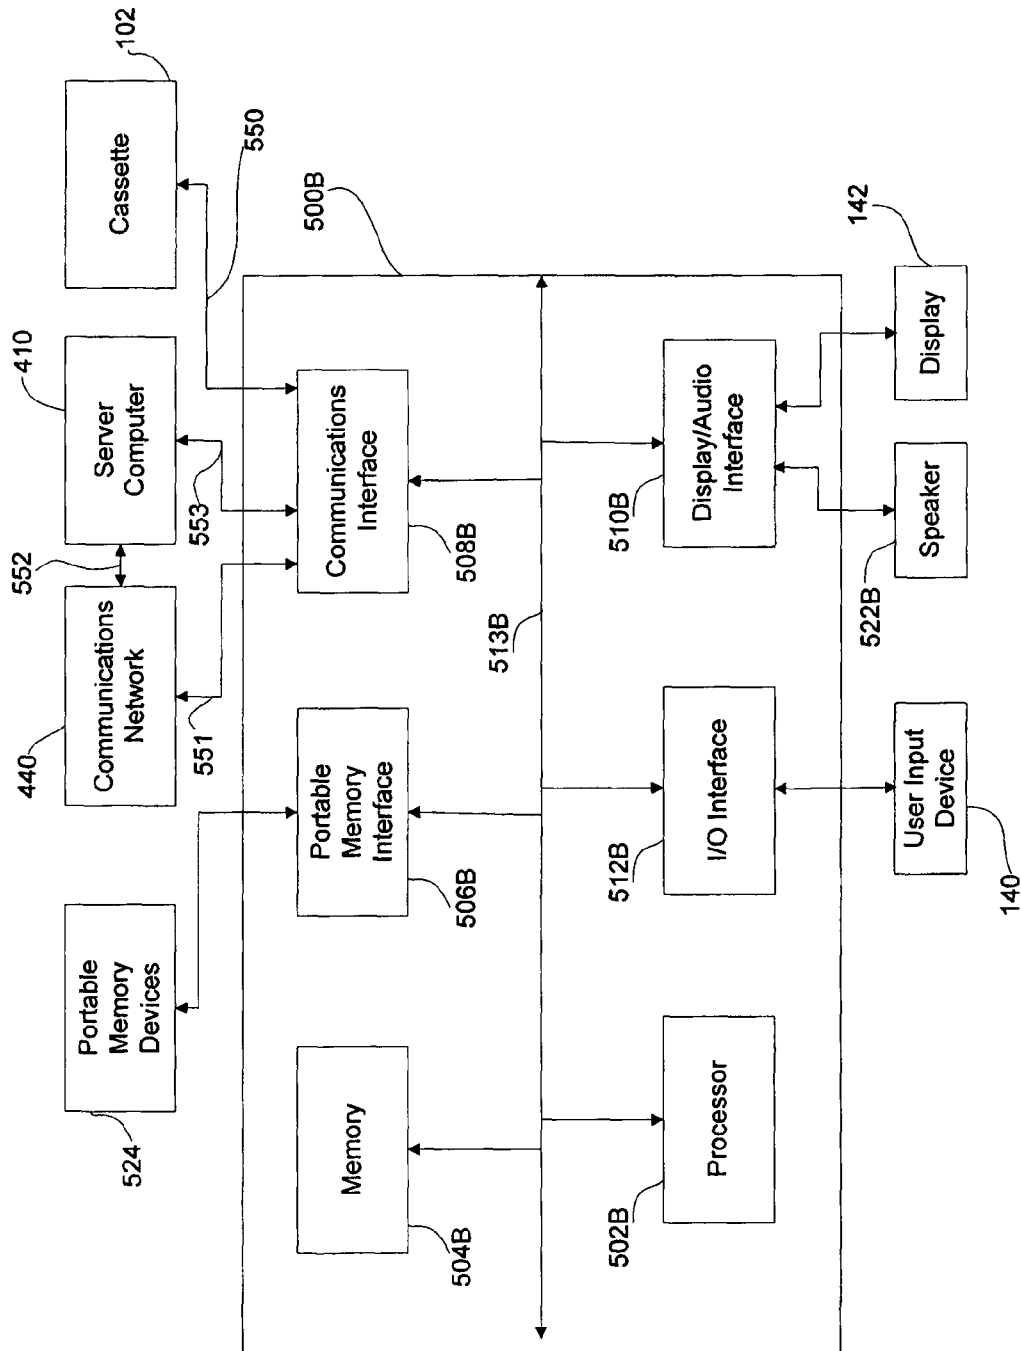 524
Portable
Memory
Devices
440
Communications
Network
552
410
Server
Computer
102
Cassette
551
553
550
500B
Memory
504B
Portable
Memory
Interface
506B
Communications
Interface
508B
513B
Processor
502B
I/O Interface
512B
Display/Audio
Interface
510B
User Input
Device
140
Speaker
522B
Display
142